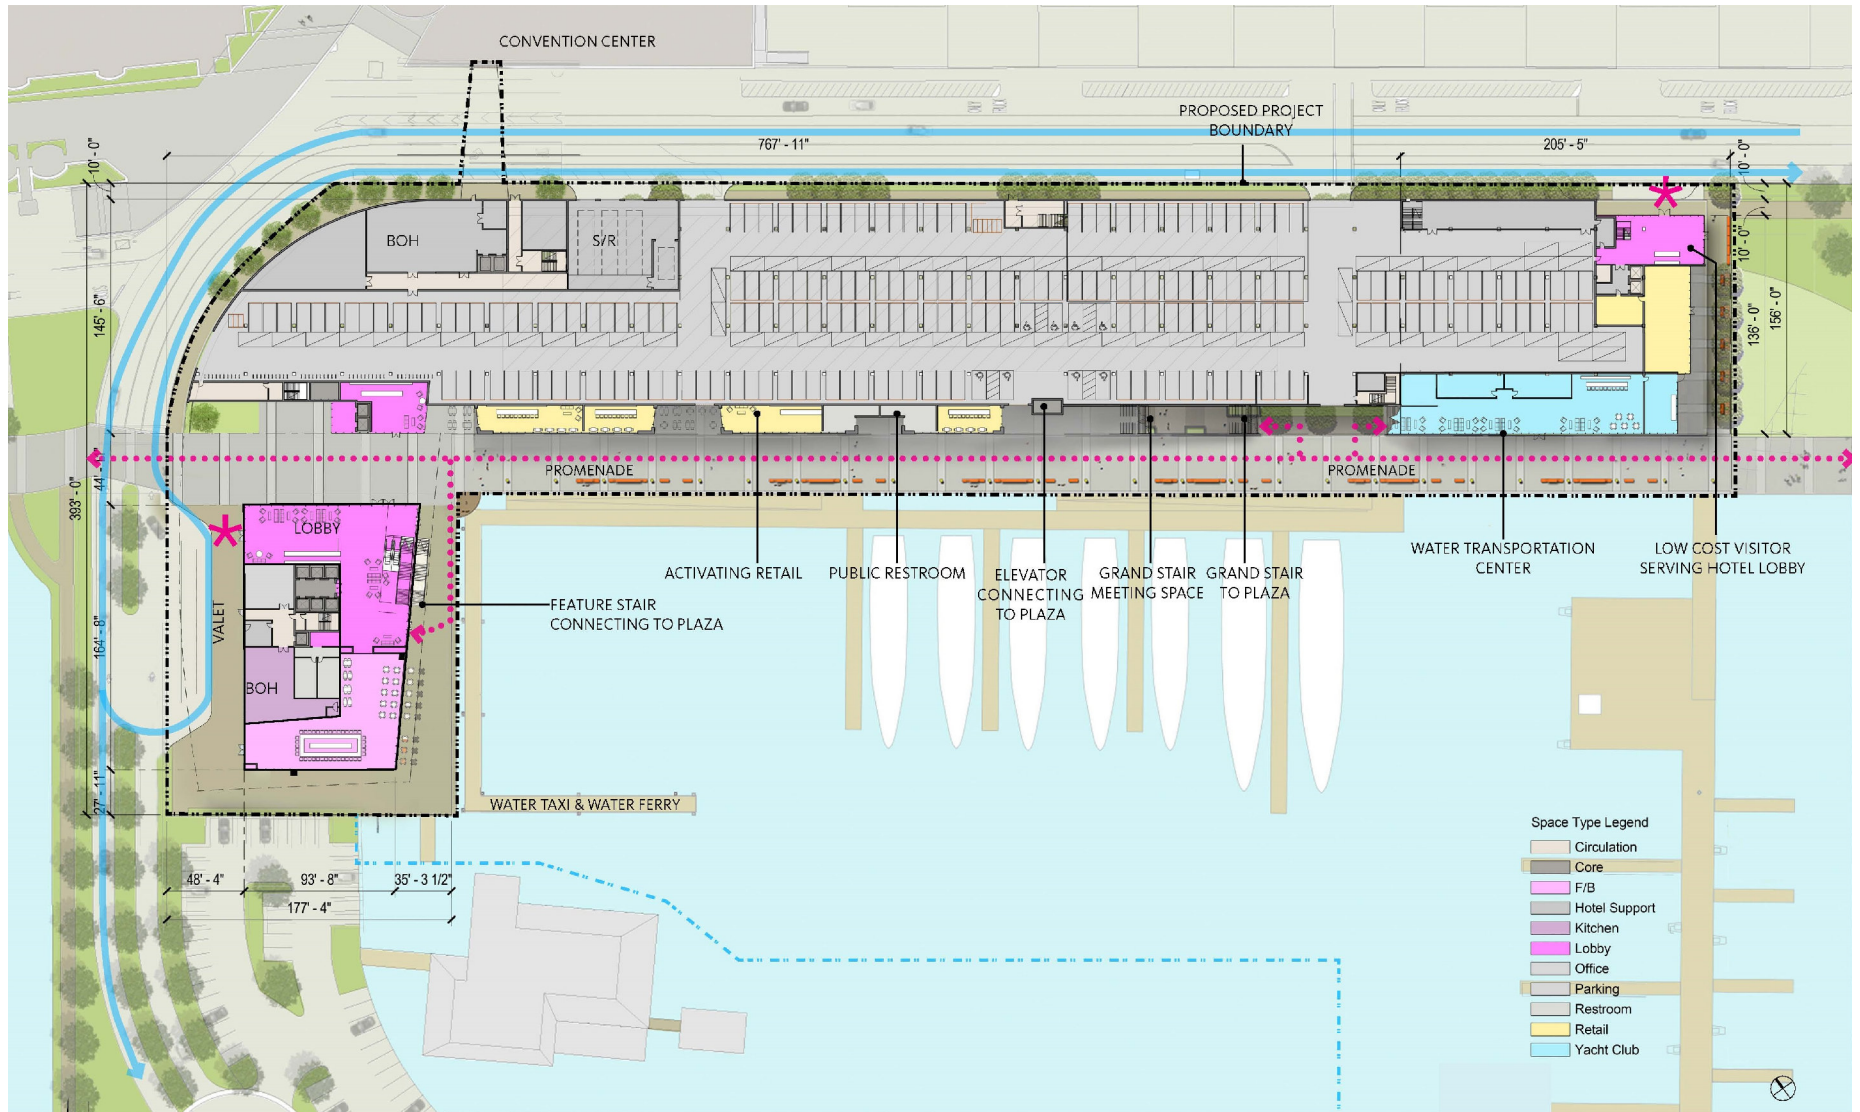 CONVENTION CENTER
PROPOSED PROJECT
BOUNDARY
767' - 11"
205' - 5"
10' - 0"
10' - 0"
BOH
S/R
10' - 0"
145' - 6"
136' - 0"
156' - 0"
393' - 0"
PROMENADE
PROMENADE
LOBBY
ACTIVATING RETAIL
PUBLIC RESTROOM
ELEVATOR
CONNECTING
TO PLAZA
GRAND STAIR
MEETING SPACE
GRAND STAIR
TO PLAZA
WATER TRANSPORTATION
CENTER
LOW COST VISITOR
SERVING HOTEL LOBBY
FEATURE STAIR
CONNECTING TO PLAZA
VALET
164' - 8"
BOH
27' - 11"
WATER TAXI & WATER FERRY
48' - 4"
93' - 8"
35' - 3 1/2"
177' - 4"
Space Type Legend
Circulation
Core
F/B
Hotel Support
Kitchen
Lobby
Office
Parking
Restroom
Retail
Yacht Club